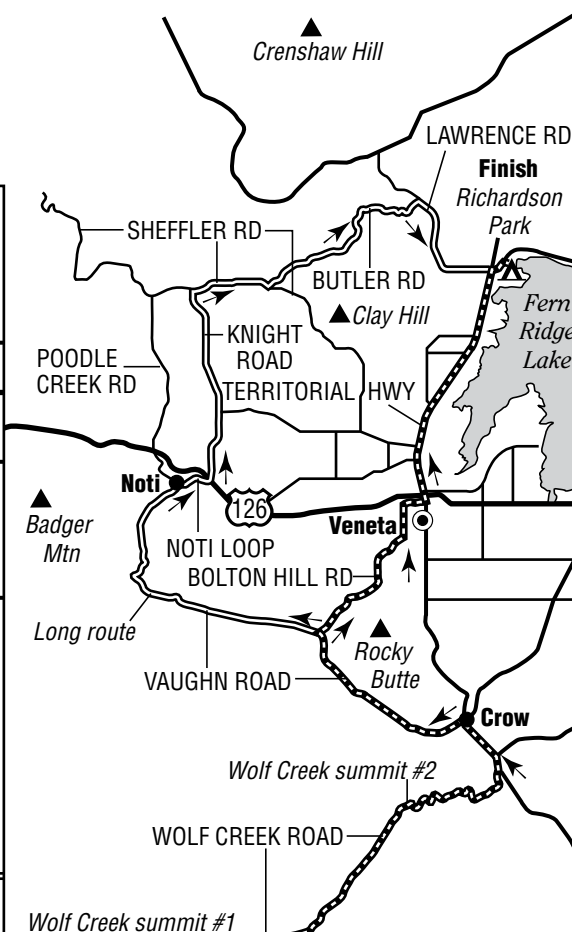 Crenshaw Hill
LAWRENCE RD
Finish
Richardson
Park
SHEFFLER RD
BUTLER RD
Clay Hill
Fern
Ridge
Lake
KNIGHT
ROAD
POODLE
CREEK RD
TERRITORIAL HWY
Noti
126
Badger
Mtn
Veneta
NOTI LOOP
BOLTON HILL RD
Long route
Rocky
Butte
VAUGHN ROAD
Crow
Wolf Creek summit #2
WOLF CREEK ROAD
Wolf Creek summit #1